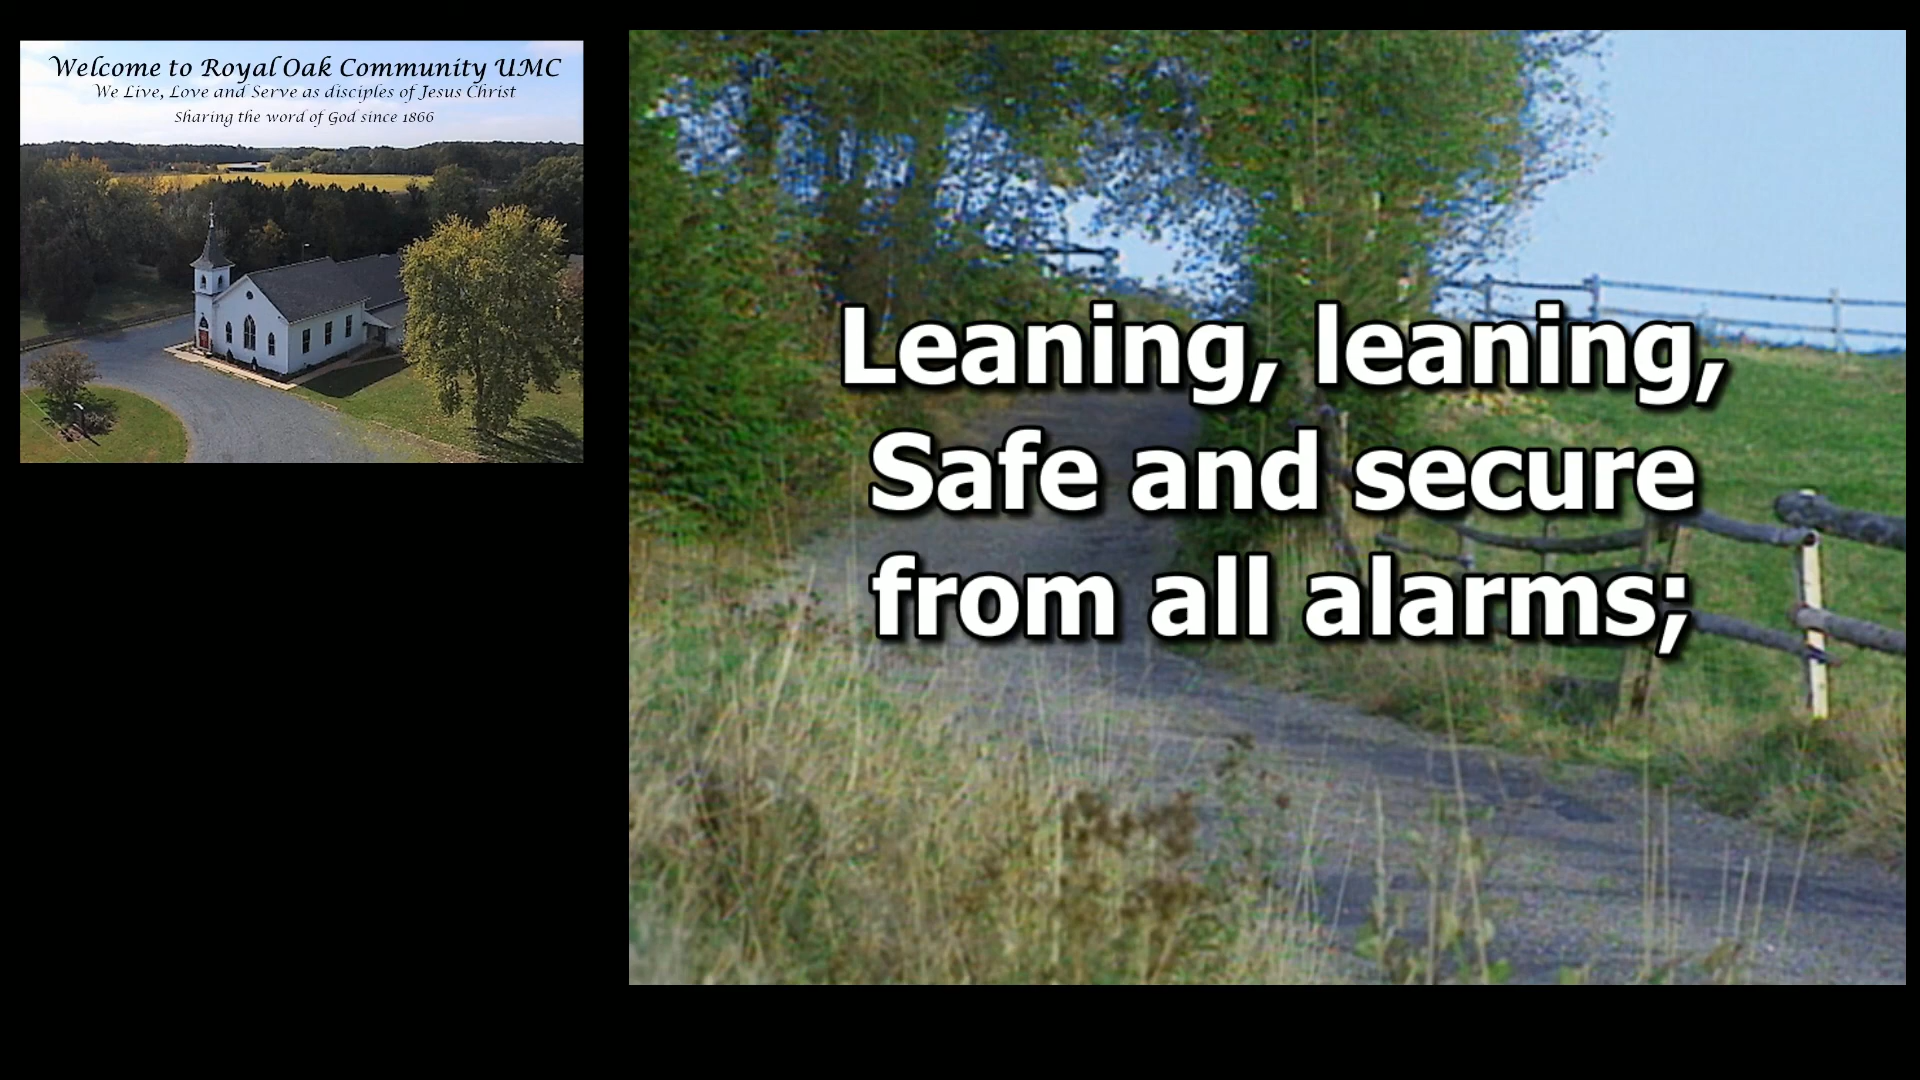 Welcome to Royal Oak Community UMC
We Live, Love and Serve as disciples of Jesus Christ
Sharing the word of God since 1866
Leaning, leaning,
Safe and secure
from all alarms;